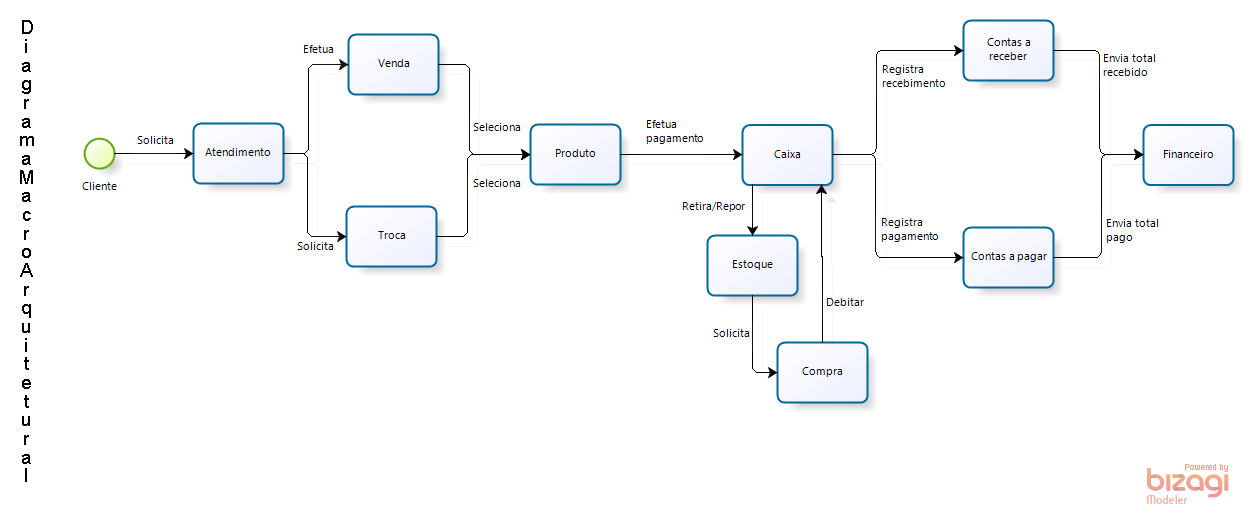 DiagramaMacroArquitetural
Cliente
Solicita
Atendimento
Efetua
Venda
Solicita
Troca
Seleciona
Seleciona
Produto
Efetua
pagamento
Caixa
Retira/Repor
Estoque
Solicita
Compra
Debitar
Registra
recebimento
Contas a
receber
Registra
pagamento
Contas a pagar
Envia total
recebido
Envia total
pago
Financeiro
Powered by
bizagi
Modeler